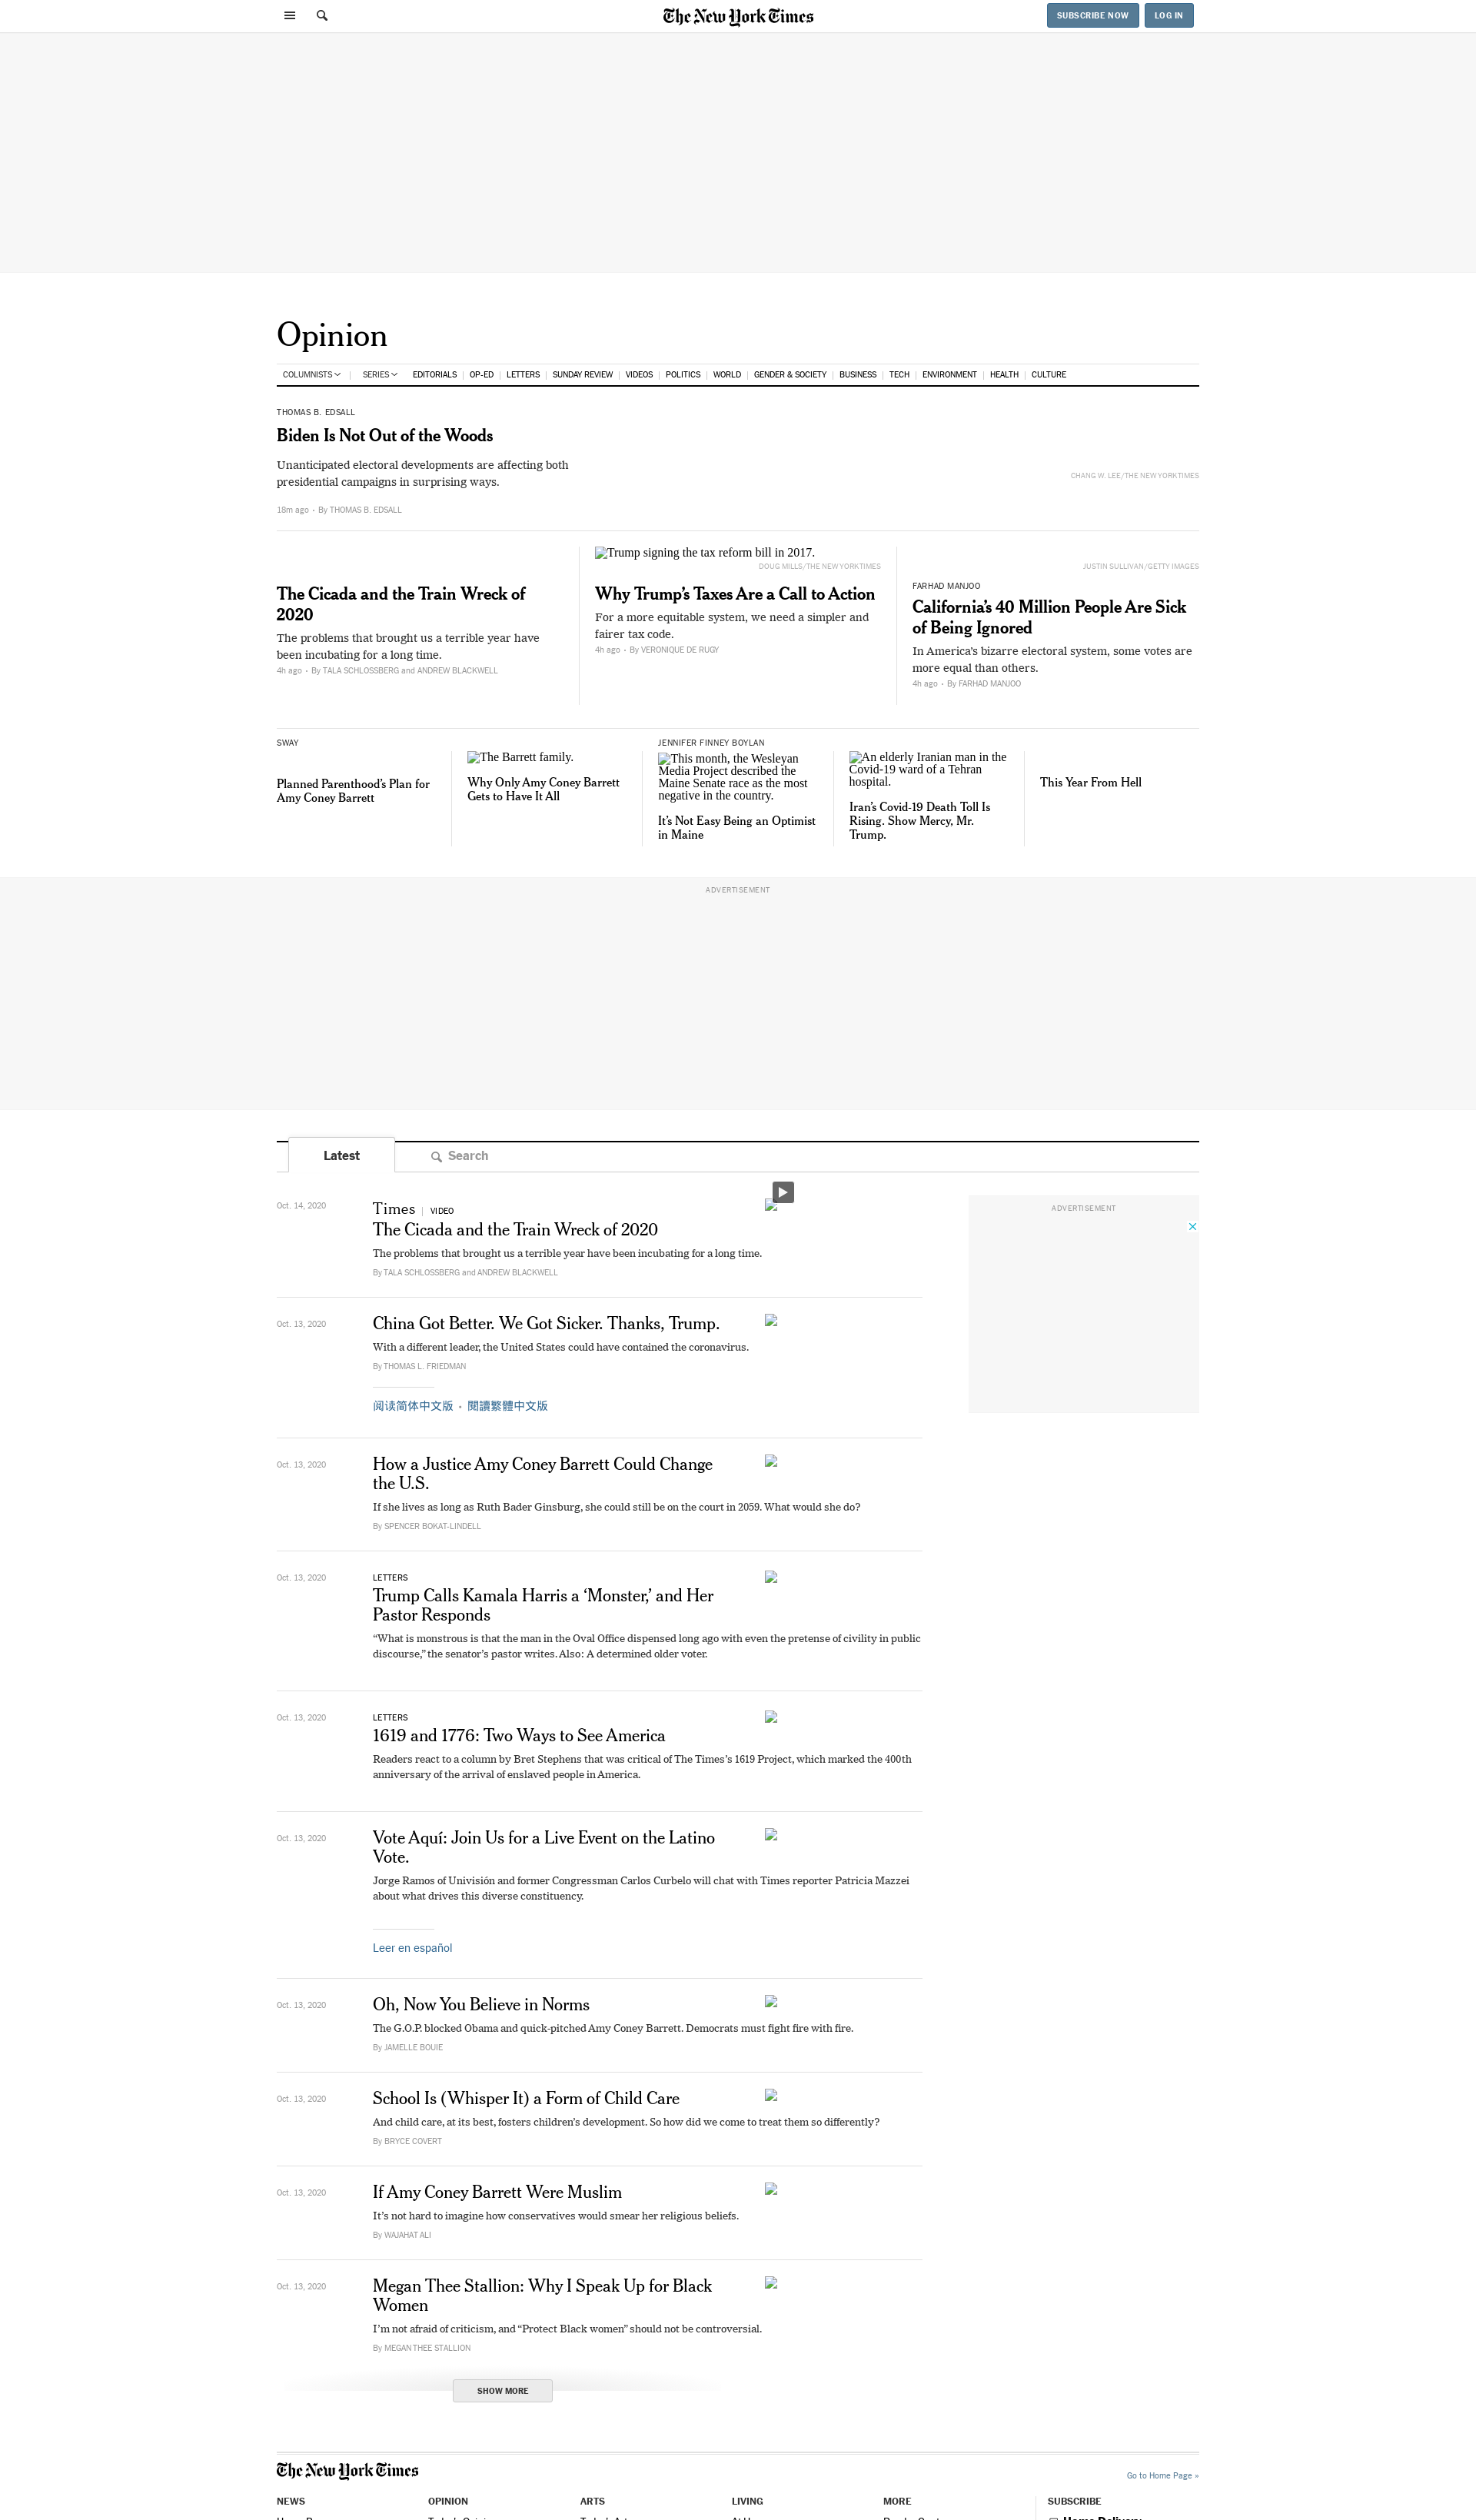 The New York Times
SUBSCRIBE NOW
LOG IN
Opinion
COLUMNISTS | SERIES EDITORIALS | OP-ED | LETTERS | SUNDAY REVIEW | VIDEOS | POLITICS | WORLD | GENDER & SOCIETY | BUSINESS | TECH | ENVIRONMENT | HEALTH | CULTURE
THOMAS B. EDSALL
Biden Is Not Out of the Woods
Unanticipated electoral developments are affecting both
presidential campaigns in surprising ways.
18m ago • By THOMAS B. EDSALL
CHANG W. LEE/THE NEW YORK TIMES
The Cicada and the Train Wreck of
2020
The problems that brought us a terrible year have
been incubating for a long time.
4h ago • By TALA SCHLOSSBERG and ANDREW BLACKWELL
Trump signing the tax reform bill in 2017.
DOUG MILLS/THE NEW YORK TIMES
Why Trump’s Taxes Are a Call to Action
For a more equitable system, we need a simpler and
fairer tax code.
4h ago • By VERONIQUE DE RUGY
JUSTIN SULLIVAN/GETTY IMAGES
FARHAD MANJOO
California’s 40 Million People Are Sick
of Being Ignored
In America’s bizarre electoral system, some votes are
more equal than others.
4h ago • By FARHAD MANJOO
SWAY
Planned Parenthood’s Plan for
Amy Coney Barrett
The Barrett family.
Why Only Amy Coney Barrett
Gets to Have It All
JENNIFER FINNEY BOYLAN
This month, the Wesleyan
Media Project described the
Maine Senate race as the most
negative in the country.
It’s Not Easy Being an Optimist
in Maine
An elderly Iranian man in the
Covid-19 ward of a Tehran
hospital.
Iran’s Covid-19 Death Toll Is
Rising. Show Mercy, Mr.
Trump.
This Year From Hell
ADVERTISEMENT
Latest
Search
Oct. 14, 2020
Times | VIDEO
The Cicada and the Train Wreck of 2020
The problems that brought us a terrible year have been incubating for a long time.
By TALA SCHLOSSBERG and ANDREW BLACKWELL
ADVERTISEMENT
Oct. 13, 2020
China Got Better. We Got Sicker. Thanks, Trump.
With a different leader, the United States could have contained the coronavirus.
By THOMAS L. FRIEDMAN
阅读简体中文版 • 閱讀繁體中文版
Oct. 13, 2020
How a Justice Amy Coney Barrett Could Change
the U.S.
If she lives as long as Ruth Bader Ginsburg, she could still be on the court in 2059. What would she do?
By SPENCER BOKAT-LINDELL
Oct. 13, 2020
LETTERS
Trump Calls Kamala Harris a ‘Monster,’ and Her
Pastor Responds
“What is monstrous is that the man in the Oval Office dispensed long ago with even the pretense of civility in public
discourse,” the senator’s pastor writes. Also: A determined older voter.
Oct. 13, 2020
LETTERS
1619 and 1776: Two Ways to See America
Readers react to a column by Bret Stephens that was critical of The Times’s 1619 Project, which marked the 400th
anniversary of the arrival of enslaved people in America.
Oct. 13, 2020
Vote Aquí: Join Us for a Live Event on the Latino
Vote.
Jorge Ramos of Univisión and former Congressman Carlos Curbelo will chat with Times reporter Patricia Mazzei
about what drives this diverse constituency.
Leer en español
Oct. 13, 2020
Oh, Now You Believe in Norms
The G.O.P. blocked Obama and quick-pitched Amy Coney Barrett. Democrats must fight fire with fire.
By JAMELLE BOUIE
Oct. 13, 2020
School Is (Whisper It) a Form of Child Care
And child care, at its best, fosters children’s development. So how did we come to treat them so differently?
By BRYCE COVERT
Oct. 13, 2020
If Amy Coney Barrett Were Muslim
It’s not hard to imagine how conservatives would smear her religious beliefs.
By WAJAHAT ALI
Oct. 13, 2020
Megan Thee Stallion: Why I Speak Up for Black
Women
I’m not afraid of criticism, and “Protect Black women” should not be controversial.
By MEGAN THEE STALLION
SHOW MORE
The New York Times
Go to Home Page »
NEWS
OPINION
ARTS
LIVING
MORE
SUBSCRIBE